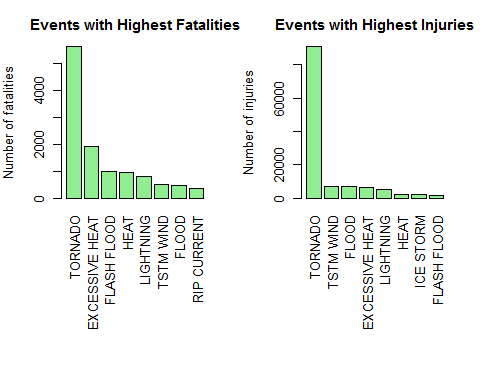 Events with Highest Fatalities
Number of fatalities
0
2000
4000
TORNADO
EXCESSIVE HEAT
FLASH FLOOD
HEAT
LIGHTNING
TSTM WIND
FLOOD
RIP CURRENT
Events with Highest Injuries
Number of injuries
0
20000
60000
TORNADO
TSTM WIND
FLOOD
EXCESSIVE HEAT
LIGHTNING
HEAT
ICE STORM
FLASH FLOOD